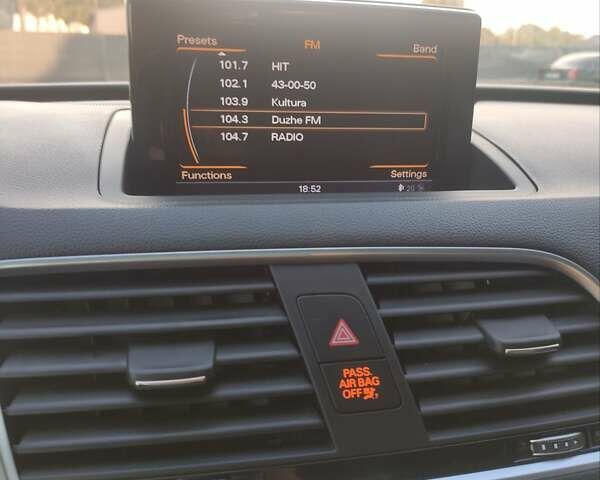 Presets
FM
Band
101.7 HIT
102.1 43-00-50
103.9 Kultura
104.3 Duzhe FM
104.7 RADIO
Functions
Settings
18:52
PASS.
AIR BAG
OFF